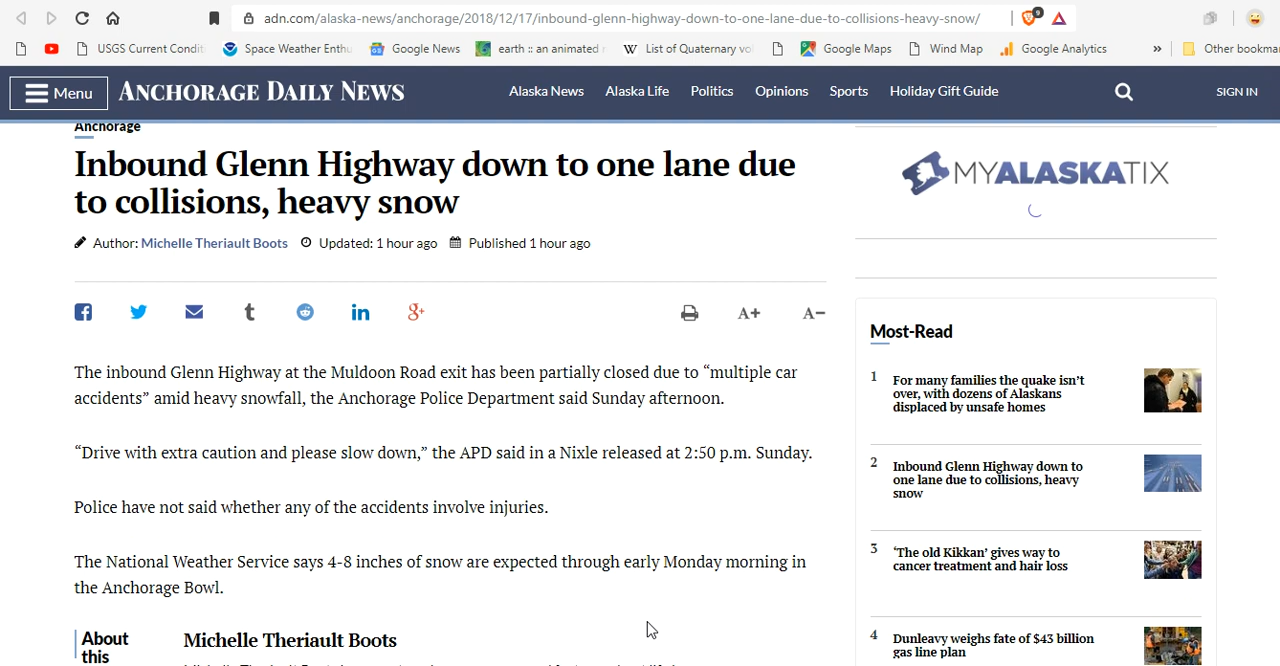 adn.com/alaska-news/anchorage/2018/12/17/inbound-glenn-highway-down-to-one-lane-due-to-collisions-heavy-snow/
9
USGS Current Condit
Space Weather Enthu
Google News
earth :: an animated
List of Quaternary vo
Google Maps
Wind Map
Google Analytics
»
Other bookma
Menu
ANCHORAGE DAILY NEWS
Alaska News
Alaska Life
Politics
Opinions
Sports
Holiday Gift Guide
SIGN IN
Anchorage
Inbound Glenn Highway down to one lane due
to collisions, heavy snow
Author: Michelle Theriault Boots Updated: 1 hour ago Published 1 hour ago
A+ A−
The inbound Glenn Highway at the Muldoon Road exit has been partially closed due to “multiple car
accidents” amid heavy snowfall, the Anchorage Police Department said Sunday afternoon.
“Drive with extra caution and please slow down,” the APD said in a Nixle released at 2:50 p.m. Sunday.
Police have not said whether any of the accidents involve injuries.
The National Weather Service says 4-8 inches of snow are expected through early Monday morning in
the Anchorage Bowl.
About
this
Michelle Theriault Boots
MYALASKATIX
Most-Read
1 For many families the quake isn’t
over, with dozens of Alaskans
displaced by unsafe homes
2 Inbound Glenn Highway down to
one lane due to collisions, heavy
snow
3 ‘The old Kikkan’ gives way to
cancer treatment and hair loss
4 Dunleavy weighs fate of $43 billion
gas line plan